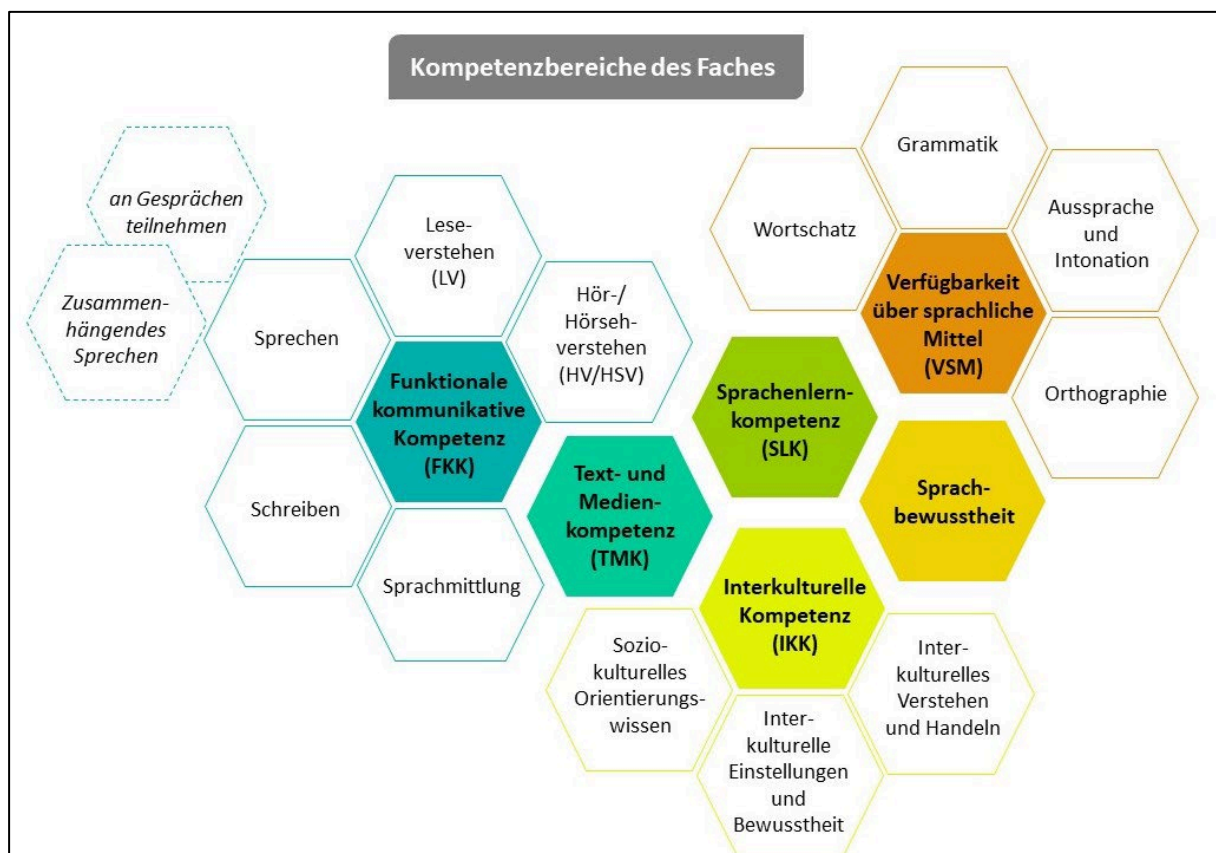 Kompetenzbereiche des Faches
an Gesprächen
teilnehmen
Zusammen-
hängendes
Sprechen
Sprechen
Lese-
verstehen
(LV)
Hör-/
Hörseh-
verstehen
(HV/HSV)
Funktionale
kommunikative
Kompetenz
(FKK)
Schreiben
Sprachmittlung
Text- und
Medien-
kompetenz
(TMK)
Wortschatz
Grammatik
Aussprache
und
Intonation
Verfügbarkeit
über sprachliche
Mittel
(VSM)
Orthographie
Sprachenlern-
kompetenz
(SLK)
Sprach-
bewusstheit
Interkulturelle
Kompetenz
(IKK)
Sozio-
kulturelles
Orientierungs-
wissen
Inter-
kulturelle
Einstellungen
und
Bewusstheit
Inter-
kulturelles
Verstehen
und Handeln